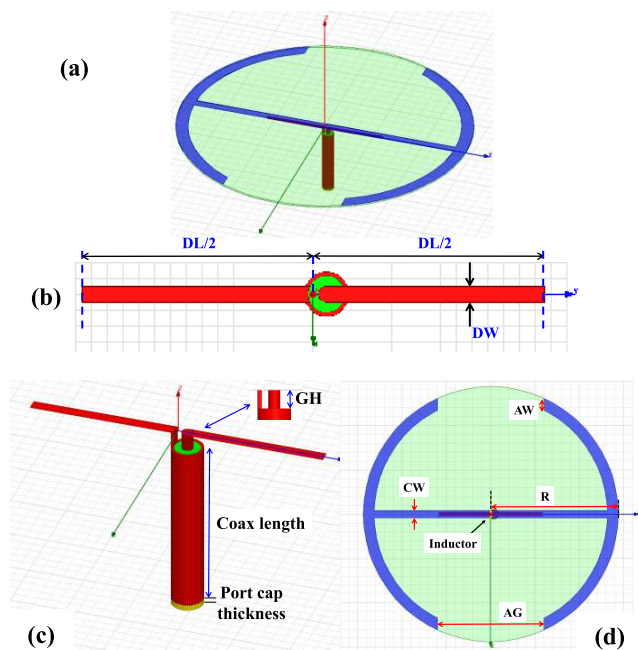 (a)
DL/2
DL/2
(b)
y
DW
GH
Coax length
Port cap
thickness
(c)
AW
CW
R
Inductor
AG
(d)